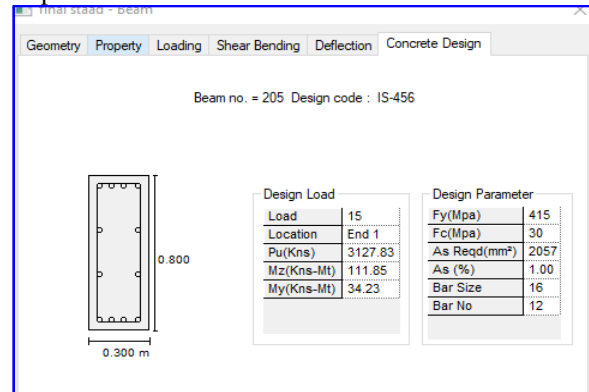 final staad - Beam
Geometry Property Loading Shear Bending Deflection Concrete Design
Beam no. = 205 Design code : IS-456
0.800
0.300 m
Design Load
Load 15
Location End 1
Pu(Kns) 3127.83
Mz(Kns-Mt) 111.85
My(Kns-Mt) 34.23
Design Parameter
Fy(Mpa) 415
Fc(Mpa) 30
As Reqd(mm²) 2057
As (%) 1.00
Bar Size 16
Bar No 12